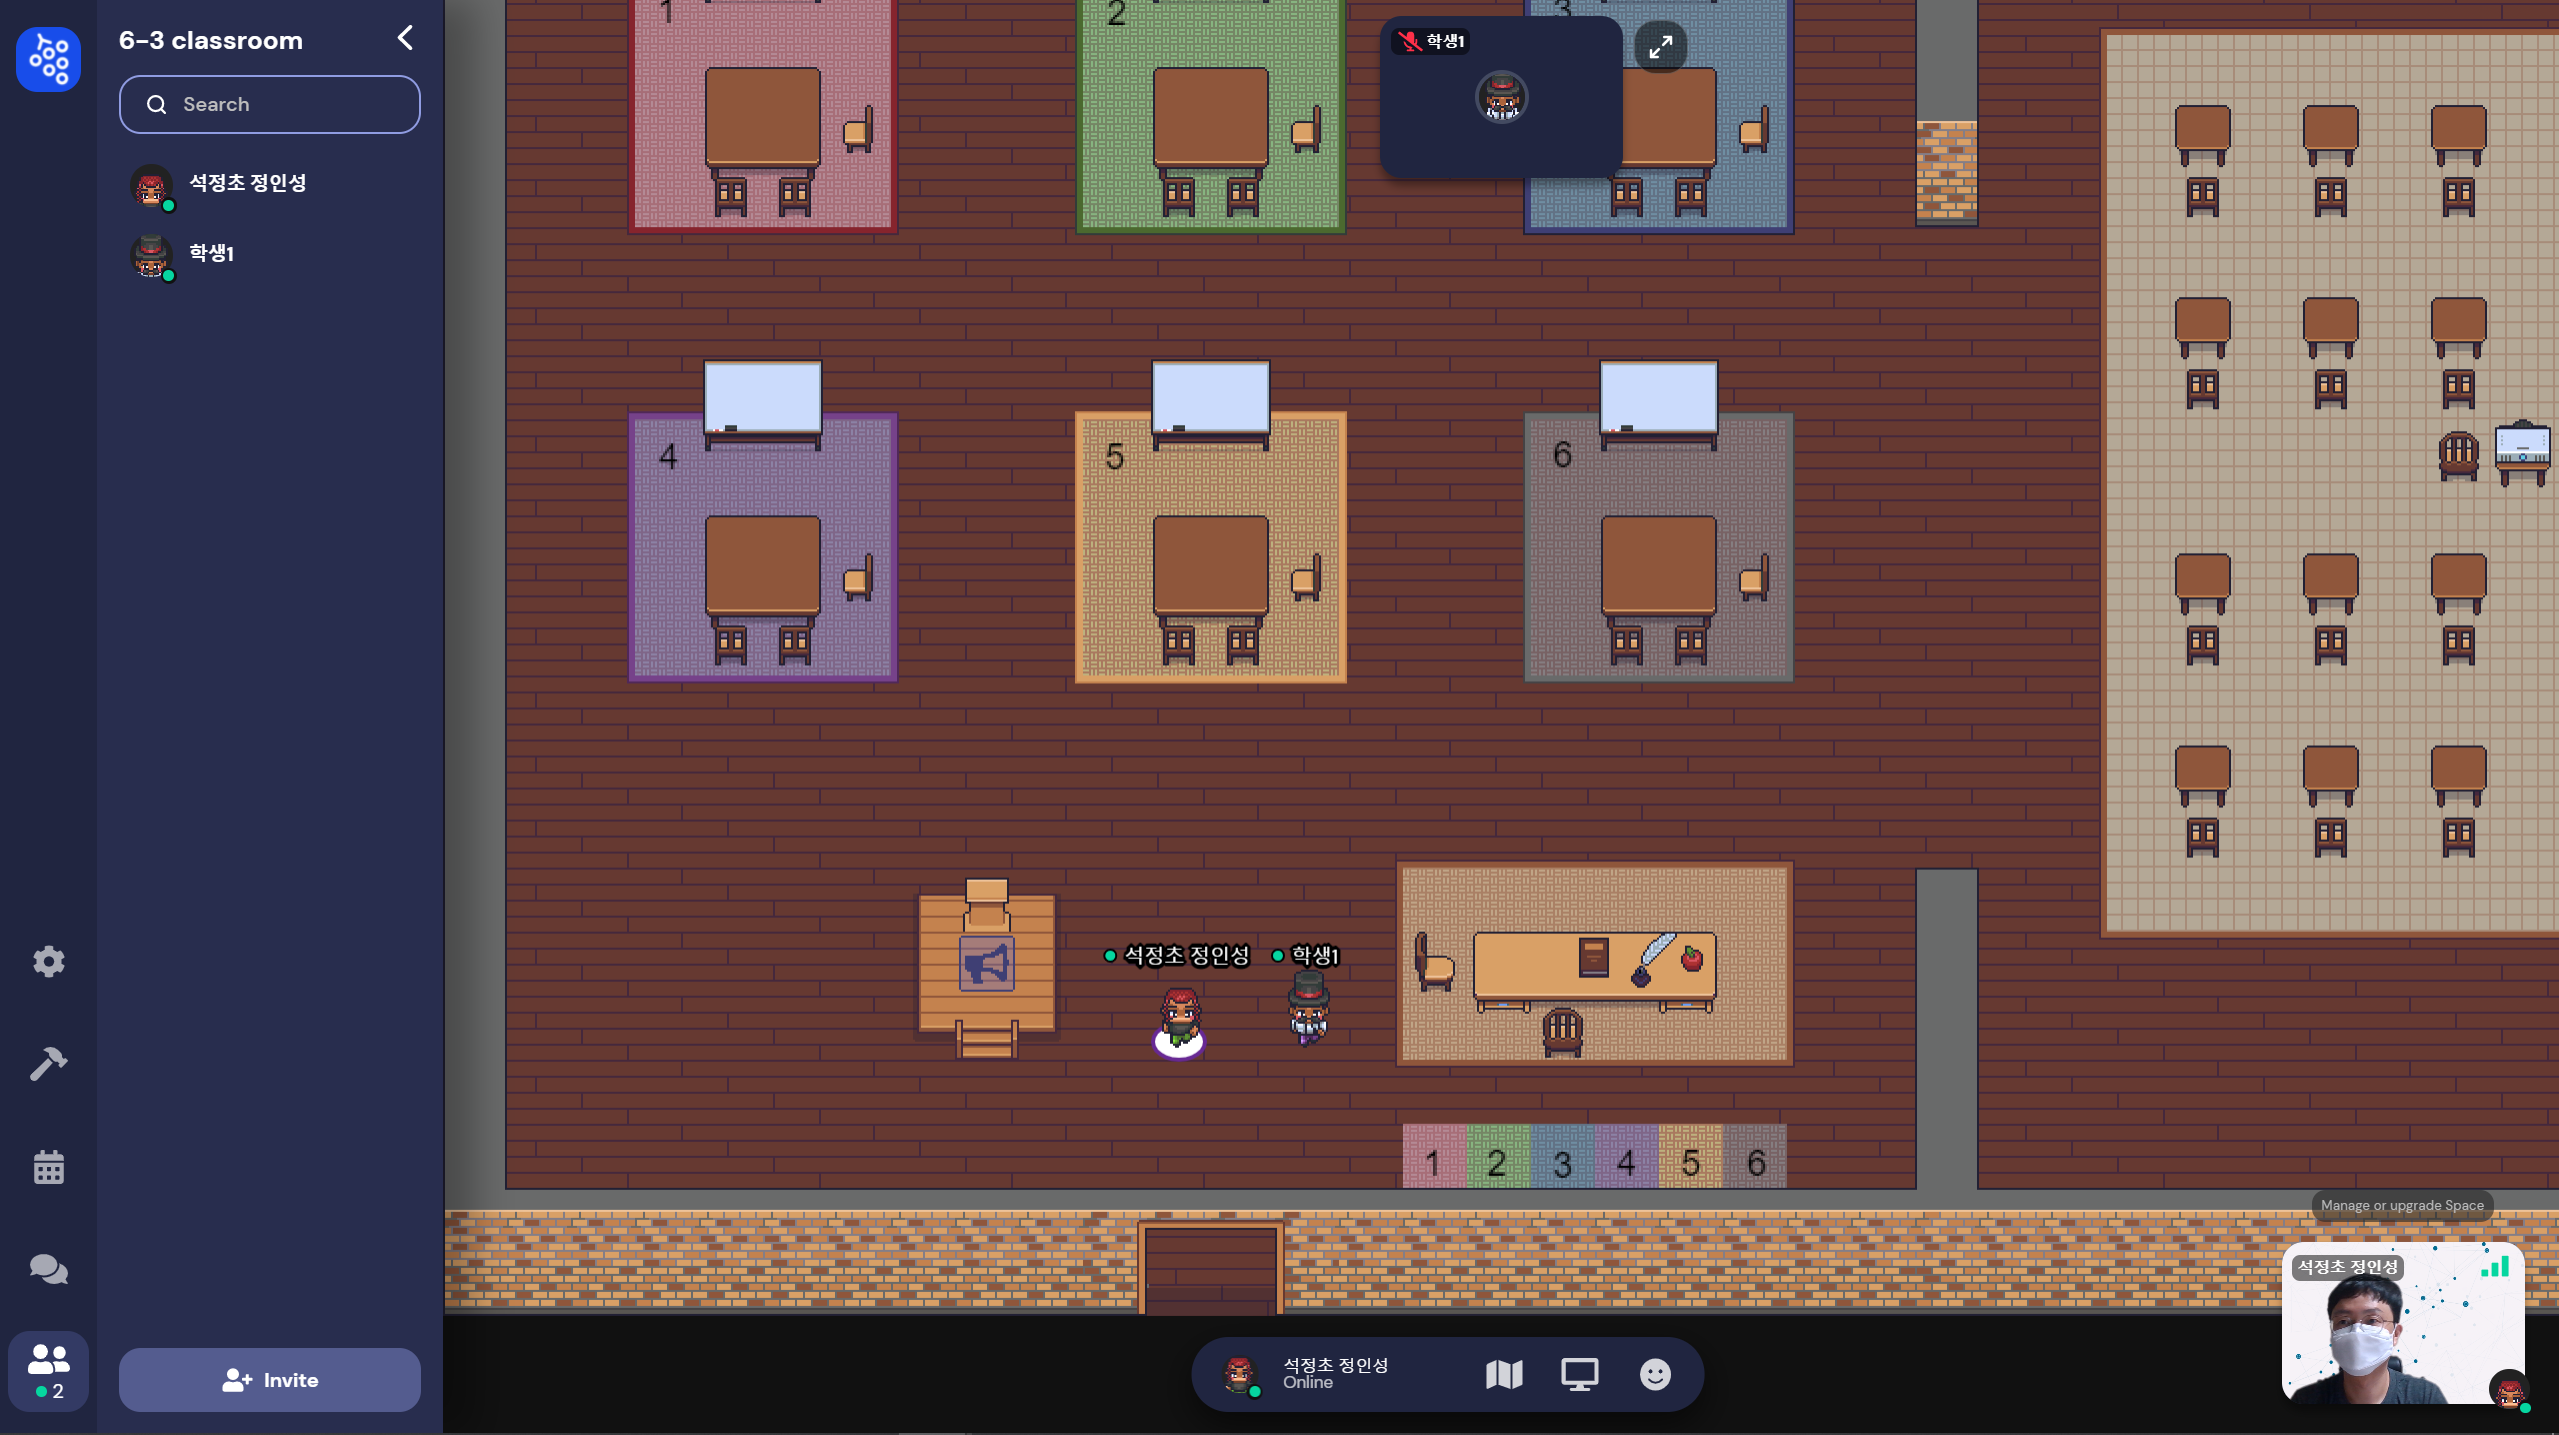 6-3 classroom
Search
석정초 정인성
학생1
2
Invite
1
2
3
학생1
4
5
6
석정초 정인성
학생1
1 2 3 4 5 6
Manage or upgrade Space
석정초 정인성
석정초 정인성
Online